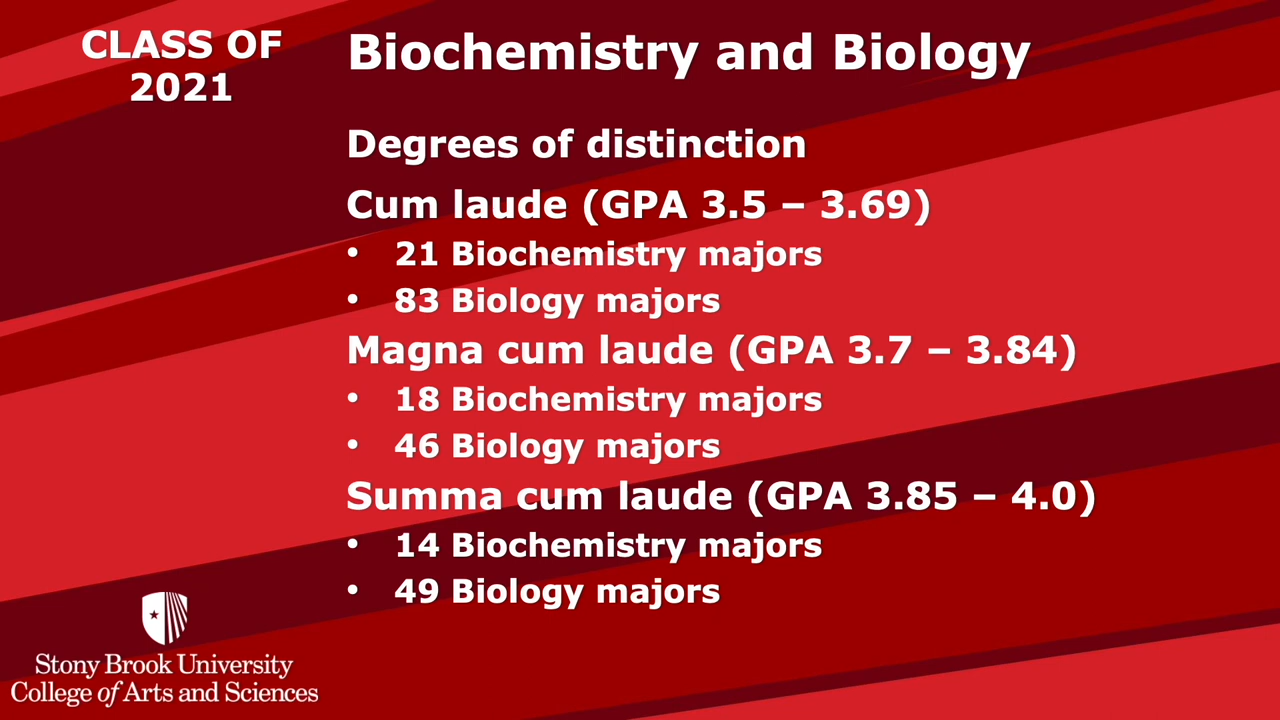 CLASS OF
2021
Biochemistry and Biology
Degrees of distinction
Cum laude (GPA 3.5 – 3.69)
• 21 Biochemistry majors
• 83 Biology majors
Magna cum laude (GPA 3.7 – 3.84)
• 18 Biochemistry majors
• 46 Biology majors
Summa cum laude (GPA 3.85 – 4.0)
• 14 Biochemistry majors
• 49 Biology majors
Stony Brook University
College of Arts and Sciences